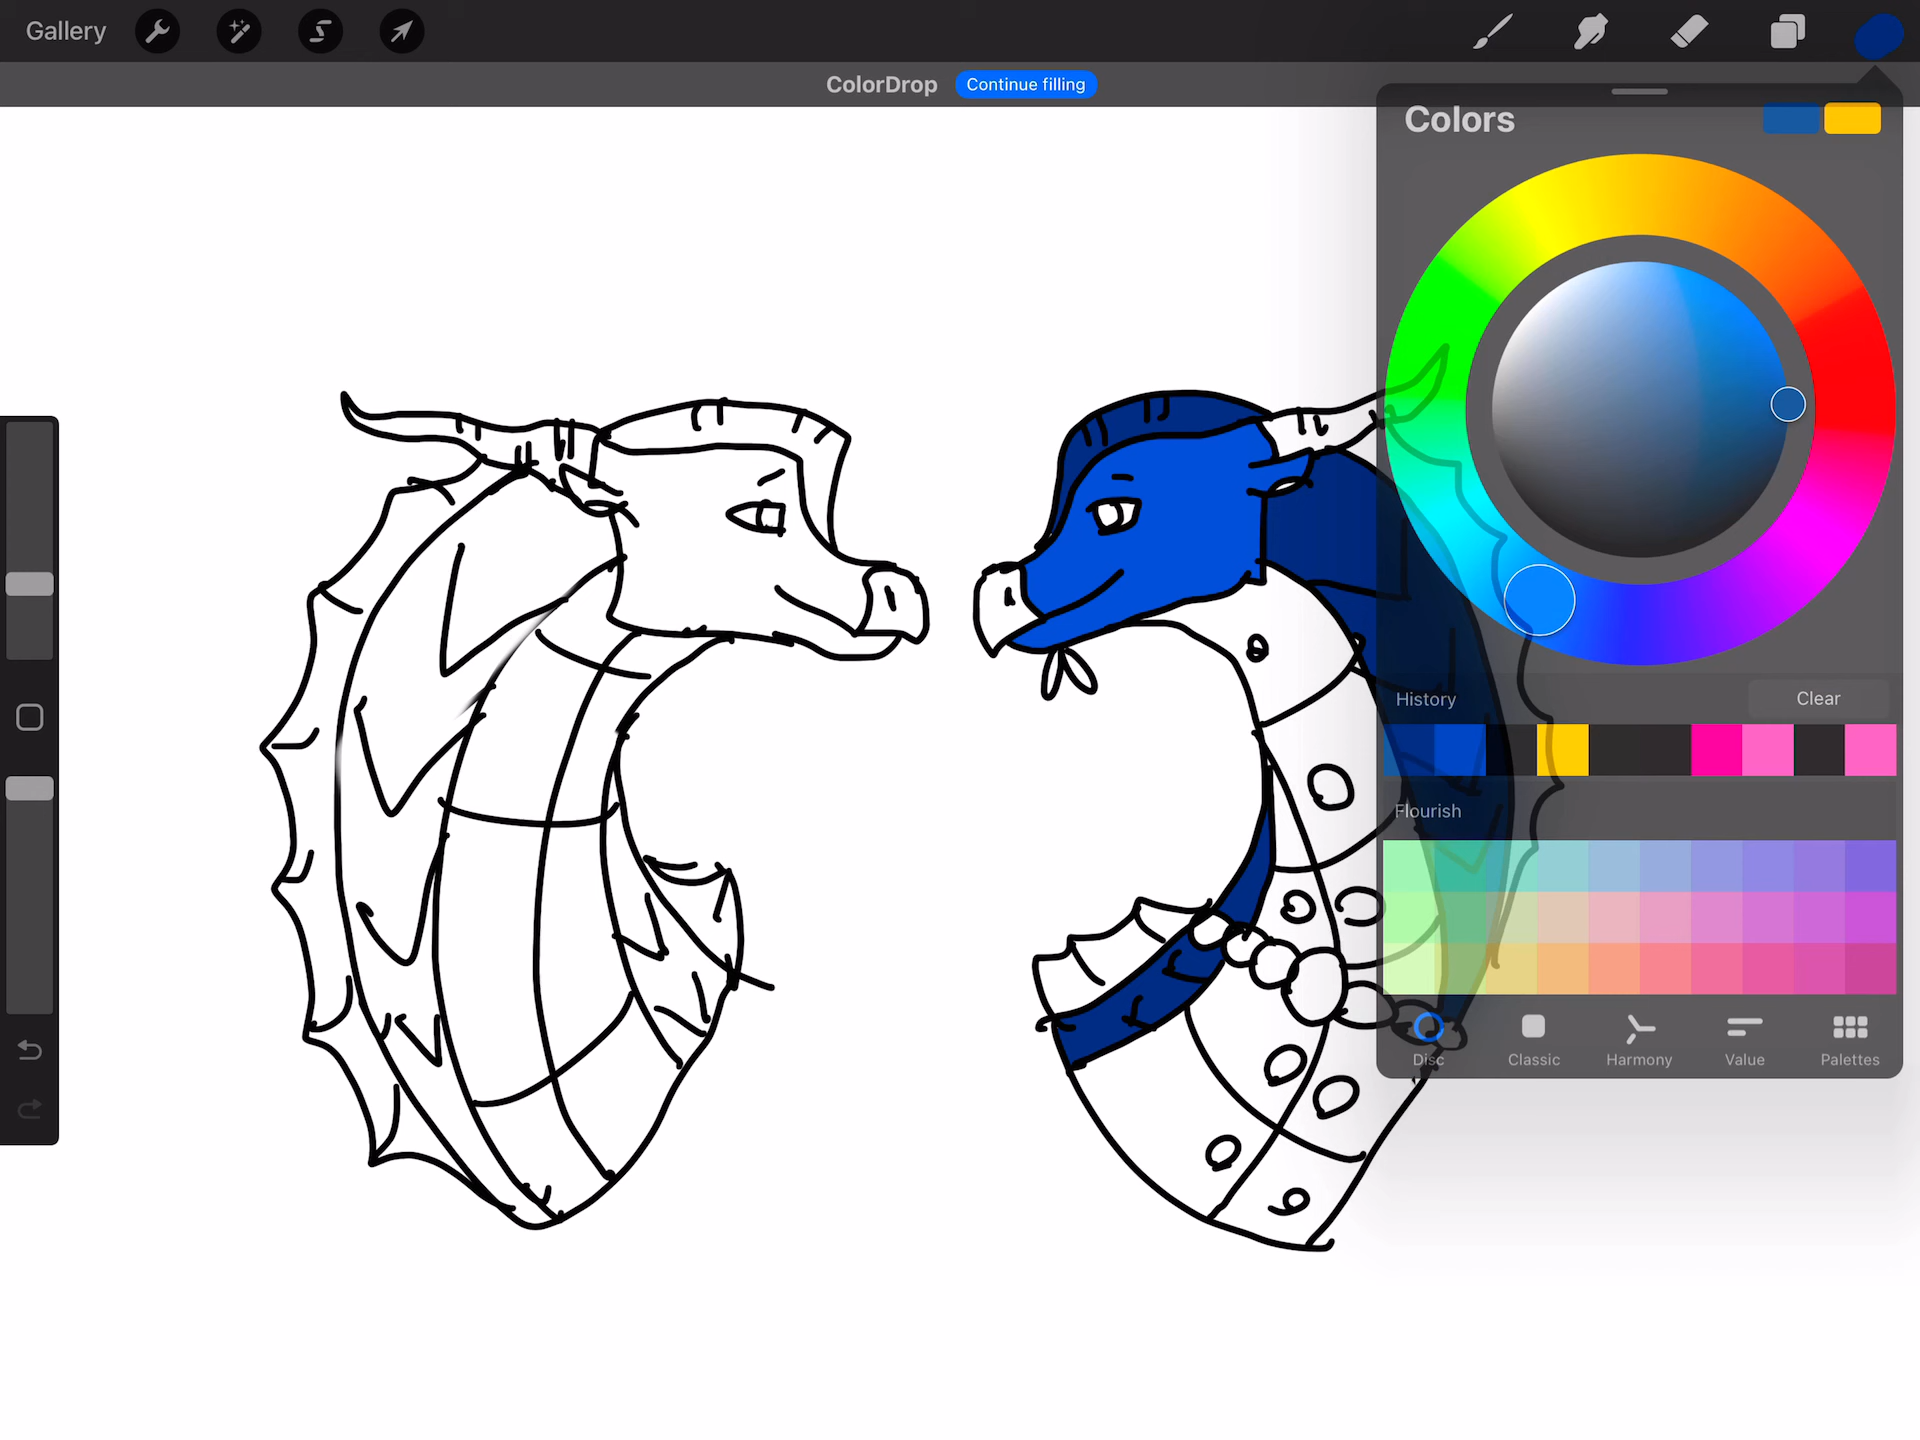 Gallery
ColorDrop Continue filling
Colors
History Clear
Flourish
Disc Classic Harmony Value Palettes